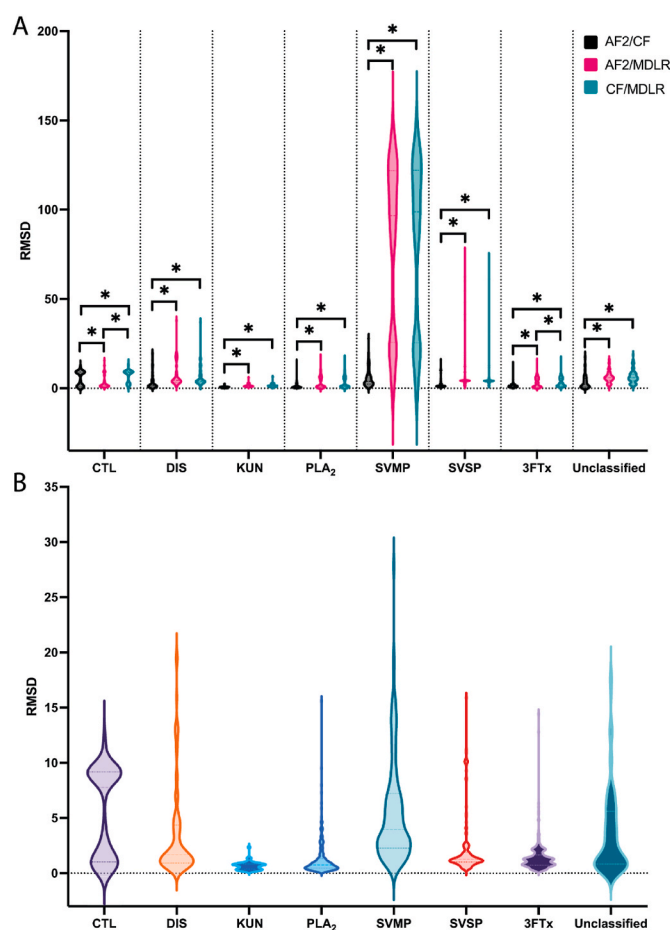 A
200
150
100
50
0
RMSD
AF2/CF
AF2/MDLR
CF/MDLR
* * *
* *
* *
* *
* *
* *
* * *
* *
CTL DIS KUN PLA₂ SVMP SVSP 3FTx Unclassified
B
35
30
25
20
15
10
5
0
RMSD
CTL DIS KUN PLA₂ SVMP SVSP 3FTx Unclassified